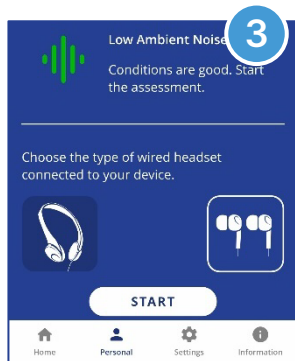 3
Low Ambient Noise
Conditions are good. Start
the assessment.
Choose the type of wired headset
connected to your device.
START
Home Personal Settings Information